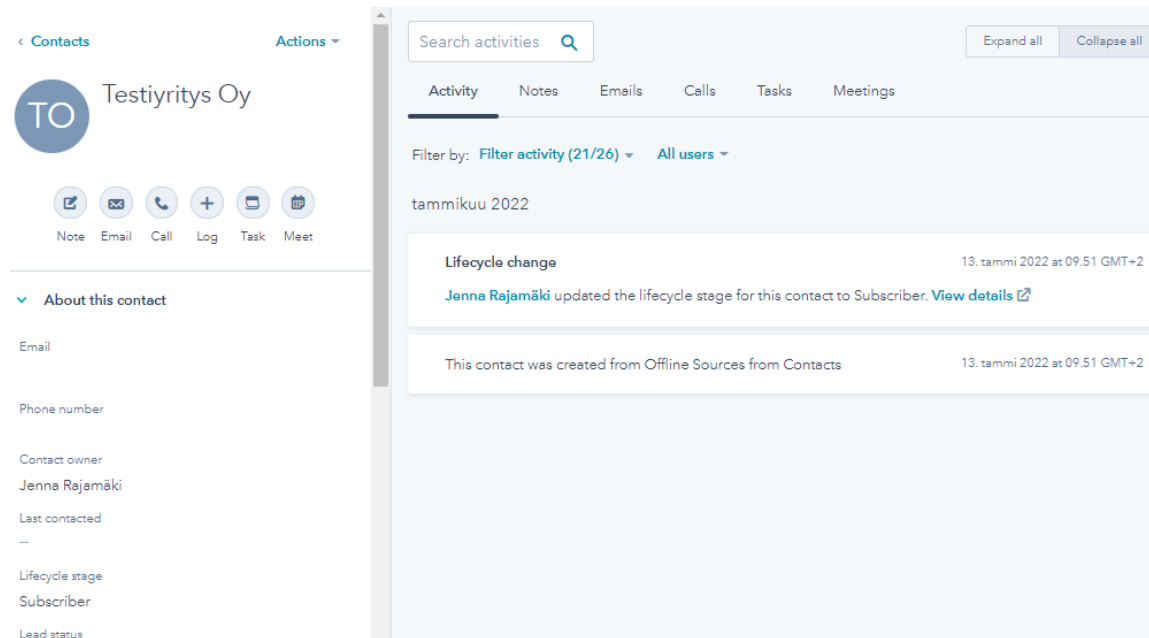 Contacts
Actions
TO
Testiyritys Oy
Note Email Call Log Task Meet
About this contact
Email
Phone number
Contact owner
Jenna Rajamäki
Last contacted
--
Lifecycle stage
Subscriber
Lead status
Search activities
Expand all Collapse all
Activity Notes Emails Calls Tasks Meetings
Filter by: Filter activity (21/26) All users
tammikuu 2022
Lifecycle change 13. tammi 2022 at 09.51 GMT+2
Jenna Rajamäki updated the lifecycle stage for this contact to Subscriber. View details
This contact was created from Offline Sources from Contacts 13. tammi 2022 at 09.51 GMT+2